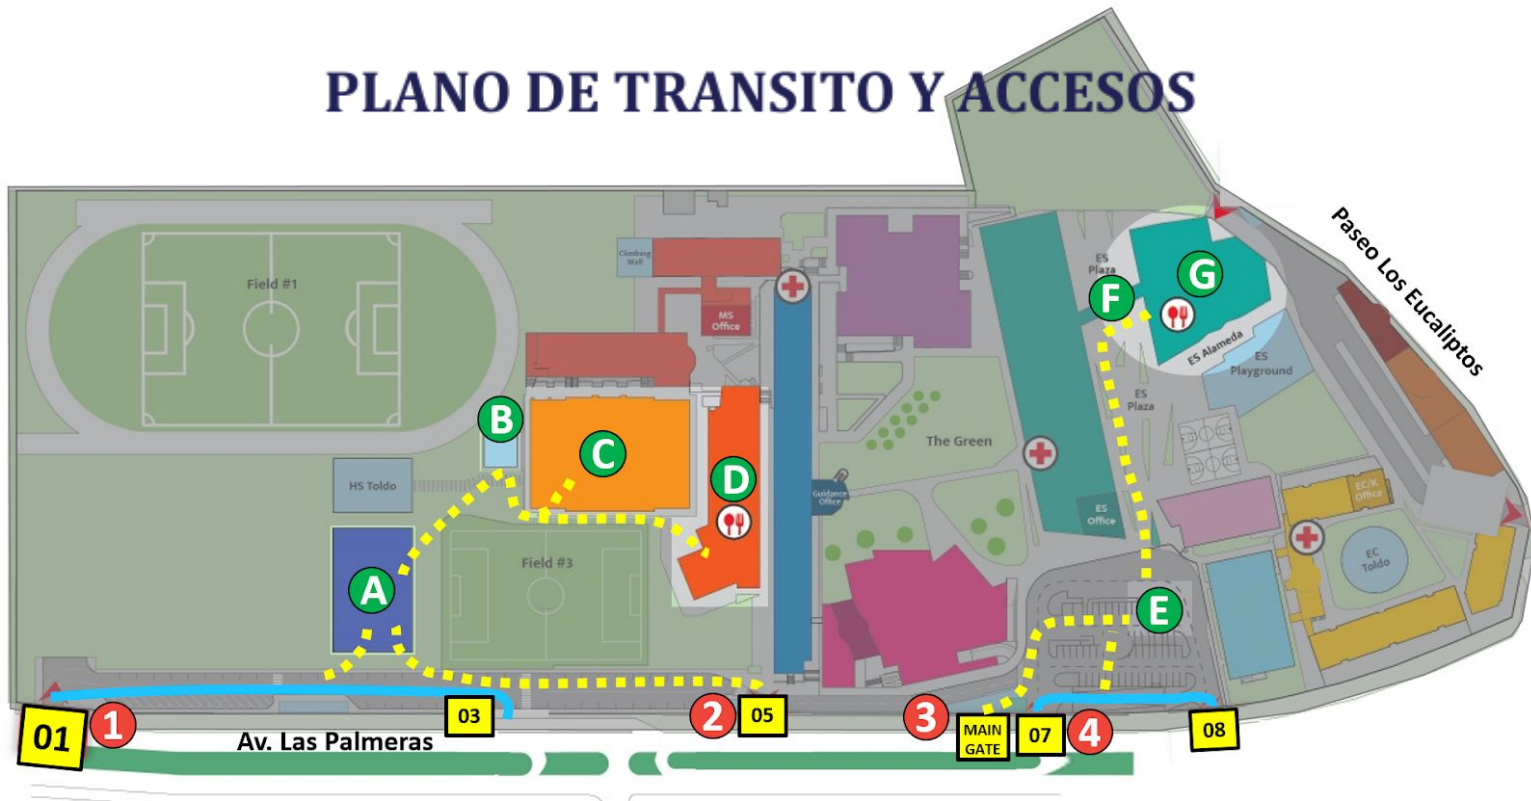 PLANO DE TRANSITO Y ACCESOS
Paseo Los Eucaliptos
Climbing
Wall
Field #1
MS
Office
ES
Plaza
F
G
ES Alameda
ES
Playground
ES
Plaza
B
C
D
The Green
HS Toldo
Guidance
Office
ES
Office
EC/K
Office
EC
Toldo
Field #3
A
E
01
1
03
2
05
3
MAIN
GATE
07
4
08
Av. Las Palmeras